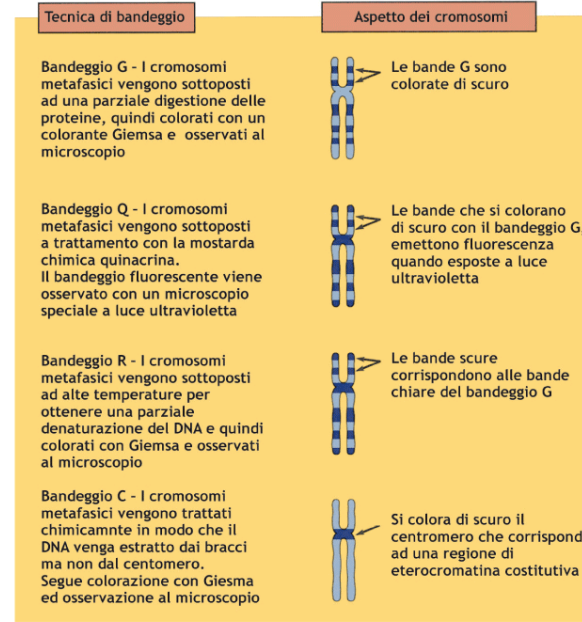 Tecnica di bandeggio
Aspetto dei cromosomi
Bandeggio G - I cromosomi
metafasici vengono sottoposti
ad una parziale digestione delle
proteine, quindi colorati con un
colorante Giemsa e osservati al
microscopio
Le bande G sono
colorate di scuro
Bandeggio Q - I cromosomi
metafasici vengono sottoposti
a trattamento con la mostarda
chimica quinacrina.
Il bandeggio fluorescente viene
osservato con un microscopio
speciale a luce ultravioletta
Le bande che si colorano
di scuro con il bandeggio G,
emettono fluorescenza
quando esposte a luce
ultravioletta
Bandeggio R - I cromosomi
metafasici vengono sottoposti
ad alte temperature per
ottenere una parziale
denaturazione del DNA e quindi
colorati con Giemsa e osservati
al microscopio
Le bande scure
corrispondono alle bande
chiare del bandeggio G
Bandeggio C - I cromosomi
metafasici vengono trattati
chimicamnte in modo che il
DNA venga estratto dai bracci
ma non dal centomero.
Segue colorazione con Giesma
ed osservazione al microscopio
Si colora di scuro il
centromero che corrispond
ad una regione di
eterocromatina costitutiva